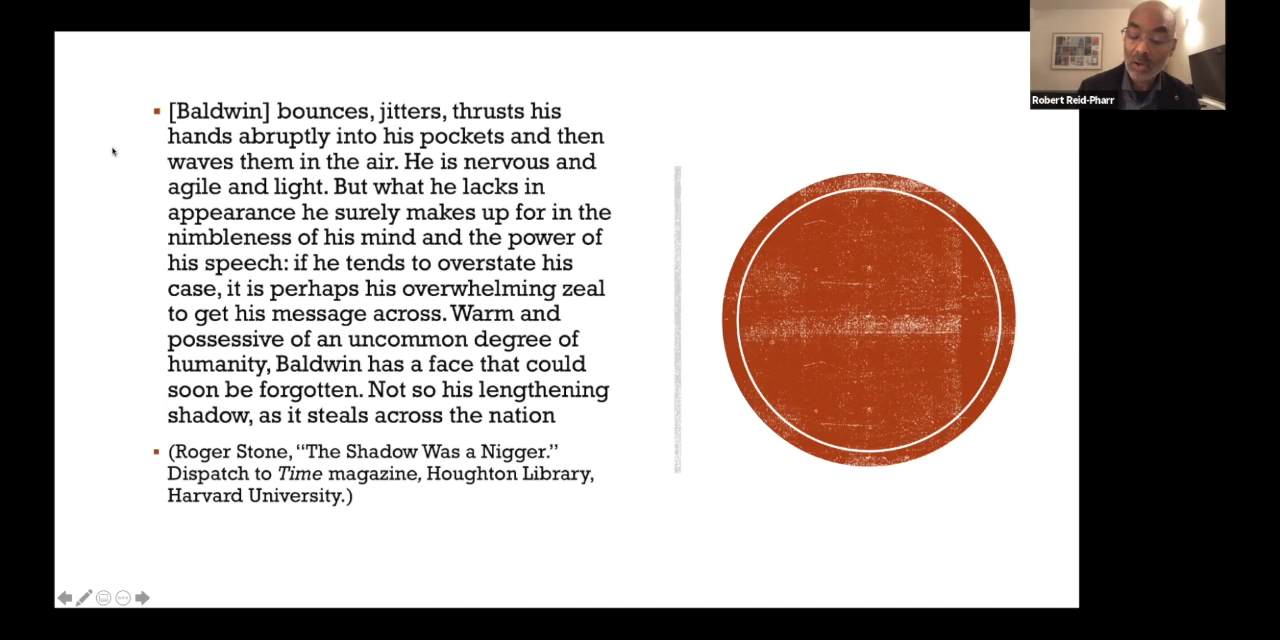 Robert Reid-Pharr
[Baldwin] bounces, jitters, thrusts his
hands abruptly into his pockets and then
waves them in the air. He is nervous and
agile and light. But what he lacks in
appearance he surely makes up for in the
nimbleness of his mind and the power of
his speech: if he tends to overstate his
case, it is perhaps his overwhelming zeal
to get his message across. Warm and
possessive of an uncommon degree of
humanity, Baldwin has a face that could
soon be forgotten. Not so his lengthening
shadow, as it steals across the nation
(Roger Stone, “The Shadow Was a Nigger.”
Dispatch to Time magazine, Houghton Library,
Harvard University.)